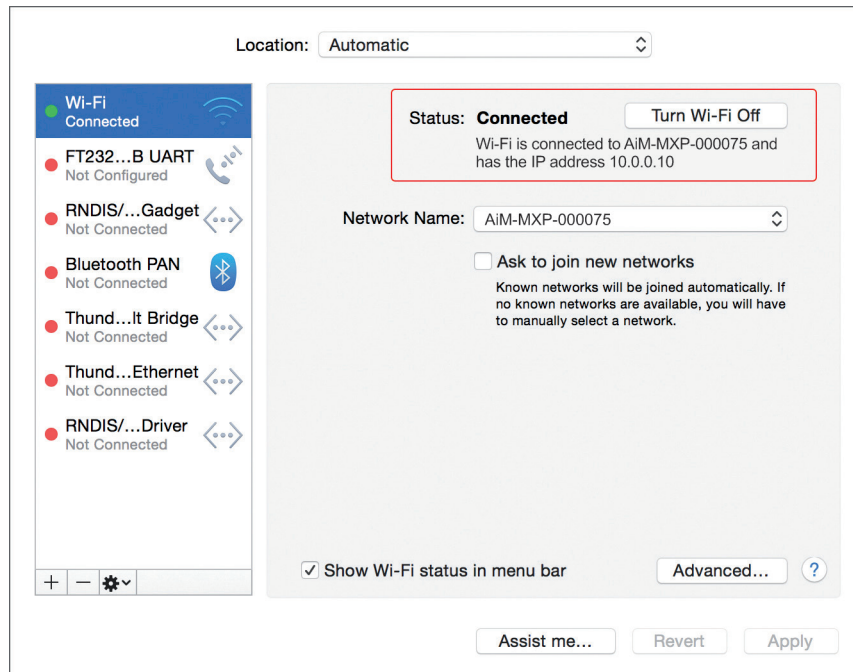 Location: Automatic
Wi-Fi
Connected
FT232...B UART
Not Configured
RNDIS/...Gadget
Not Connected
Bluetooth PAN
Not Connected
Thund...lt Bridge
Not Connected
Thund...Ethernet
Not Connected
RNDIS/...Driver
Not Connected
Status: Connected
Turn Wi-Fi Off
Wi-Fi is connected to AiM-MXP-000075 and
has the IP address 10.0.0.10
Network Name: AiM-MXP-000075
Ask to join new networks
Known networks will be joined automatically. If
no known networks are available, you will have
to manually select a network.
Show Wi-Fi status in menu bar
Advanced...
?
Assist me...
Revert
Apply